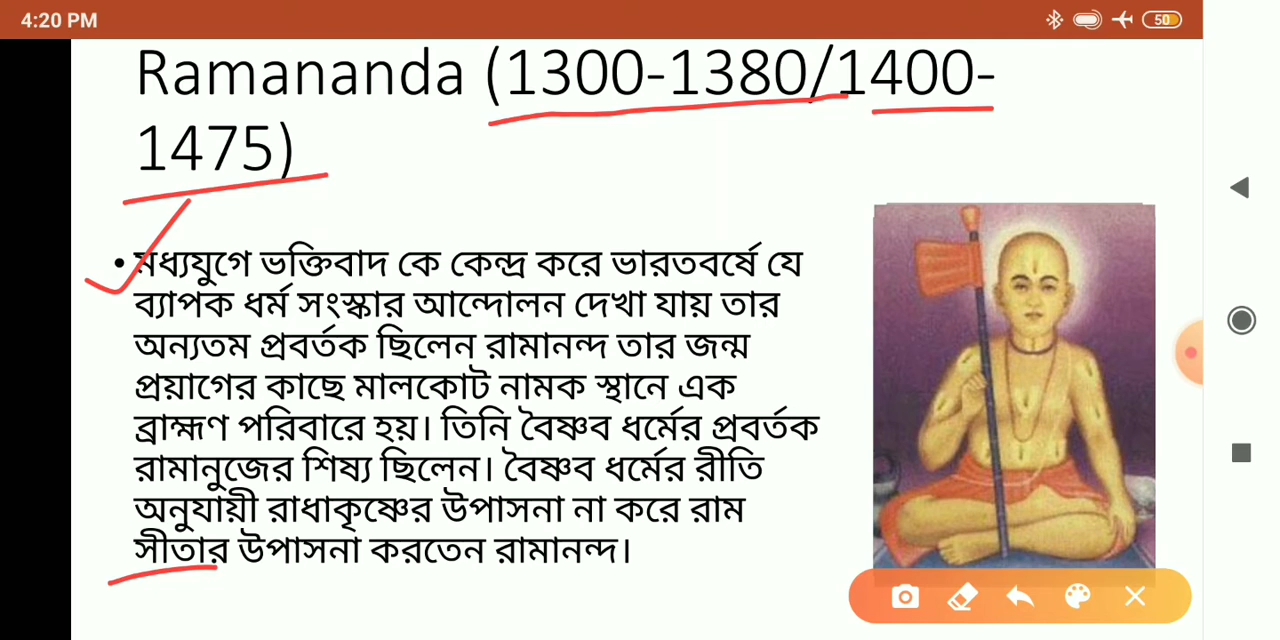 4:20 PM
50
Ramananda (1300-1380/1400-
1475)
• মধ্যযুগে ভক্তিবাদ কে কেন্দ্র করে ভারতবর্ষে যে
ব্যাপক ধর্ম সংস্কার আন্দোলন দেখা যায় তার
অন্যতম প্রবর্তক ছিলেন রামানন্দ তার জন্ম
প্রয়াগের কাছে মালকোট নামক স্থানে এক
ব্রাহ্মণ পরিবারে হয়। তিনি বৈষ্ণব ধর্মের প্রবর্তক
রামানুজের শিষ্য ছিলেন। বৈষ্ণব ধর্মের রীতি
অনুযায়ী রাধাকৃষ্ণের উপাসনা না করে রাম
সীতার উপাসনা করতেন রামানন্দ।